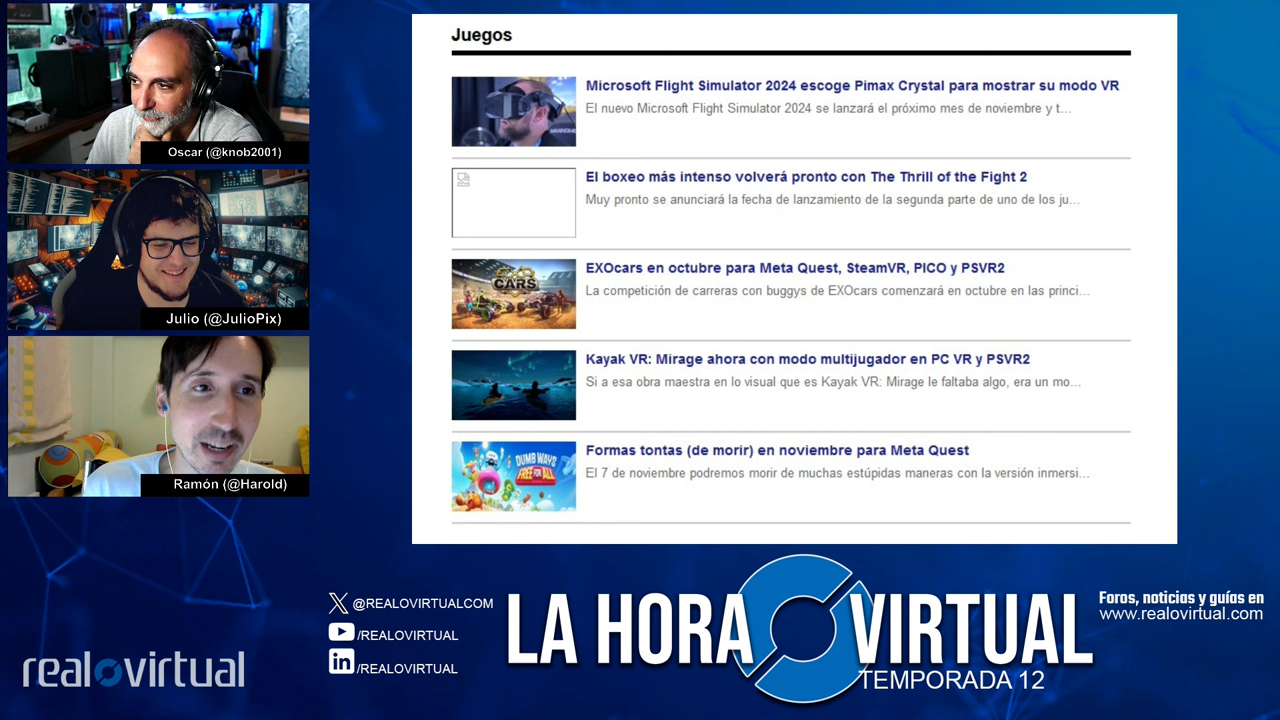 Oscar (@knob2001)
Julio (@JulioPix)
Ramón (@Harold)
Juegos
Microsoft Flight Simulator 2024 escoge Pimax Crystal para mostrar su modo VR
El nuevo Microsoft Flight Simulator 2024 se lanzará el próximo mes de noviembre y t...
El boxeo más intenso volverá pronto con The Thrill of the Fight 2
Muy pronto se anunciará la fecha de lanzamiento de la segunda parte de uno de los ju...
EXOcars en octubre para Meta Quest, SteamVR, PICO y PSVR2
La competición de carreras con buggys de EXOcars comenzará en octubre en las princi...
EXO
CARS
Kayak VR: Mirage ahora con modo multijugador en PC VR y PSVR2
Si a esa obra maestra en lo visual que es Kayak VR: Mirage le faltaba algo, era un mo...
Formas tontas (de morir) en noviembre para Meta Quest
El 7 de noviembre podremos morir de muchas estúpidas maneras con la versión inmersi...
DUMB WAYS
FREE FOR ALL
realovirtual
@REALOVIRTUALCOM
/REALOVIRTUAL
/REALOVIRTUAL
LA HORA VIRTUAL
TEMPORADA 12
Foros, noticias y guías en
www.realovirtual.com